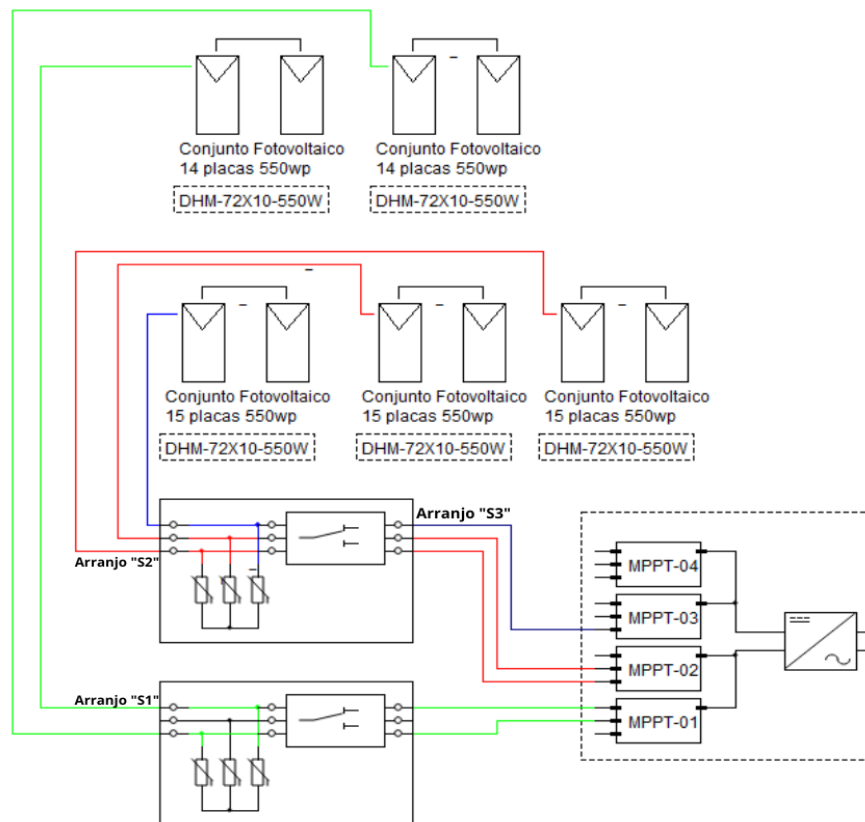 Conjunto Fotovoltaico
14 placas 550wp
DHM-72X10-550W
Conjunto Fotovoltaico
14 placas 550wp
DHM-72X10-550W
Conjunto Fotovoltaico
15 placas 550wp
DHM-72X10-550W
Conjunto Fotovoltaico
15 placas 550wp
DHM-72X10-550W
Conjunto Fotovoltaico
15 placas 550wp
DHM-72X10-550W
Arranjo "S3"
Arranjo "S2"
MPPT-04
MPPT-03
MPPT-02
Arranjo "S1"
MPPT-01